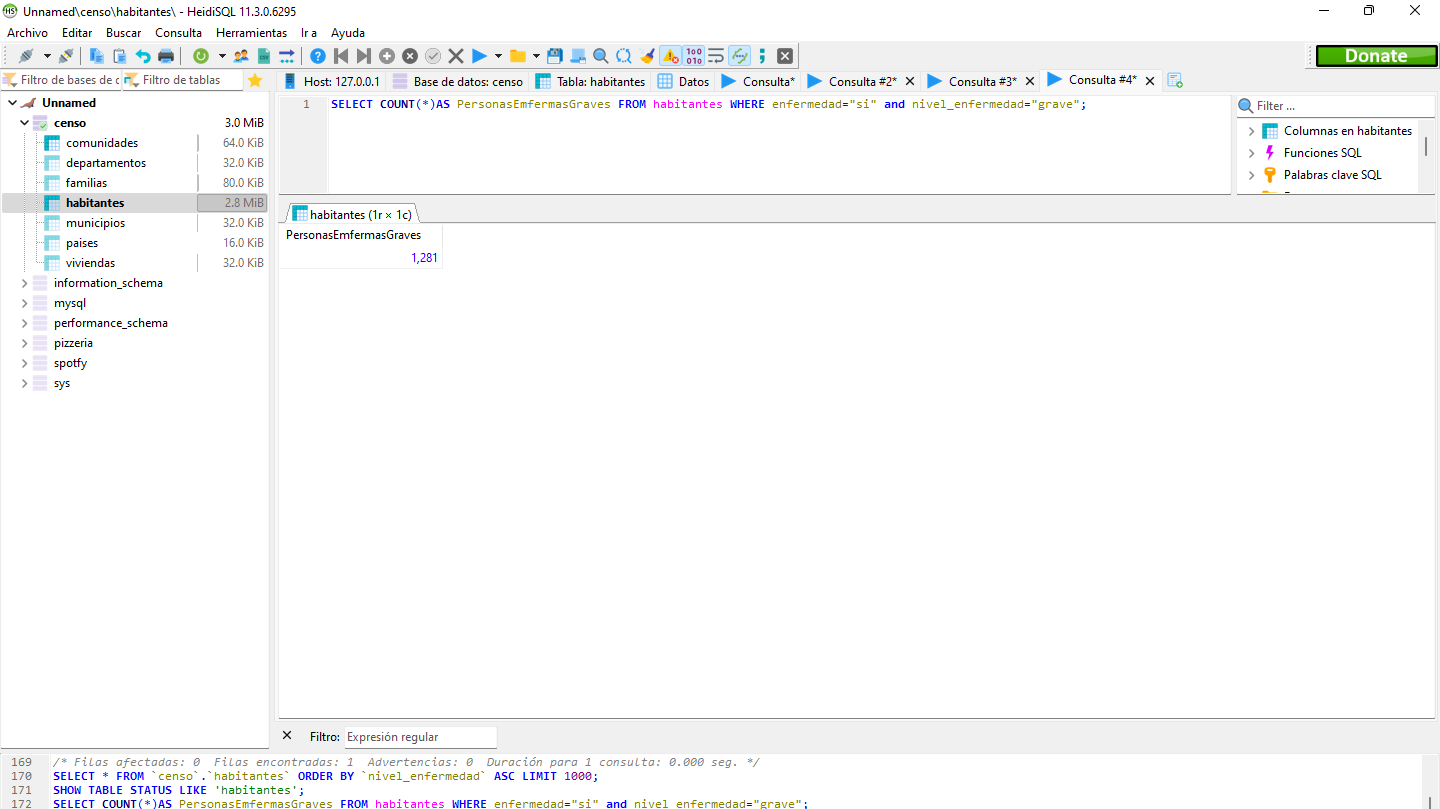 Unnamed\censo\habitantes\ - HeidiSQL 11.3.0.6295
Archivo Editar Buscar Consulta Herramientas Ir a Ayuda
Donate
Filtro de bases de d Filtro de tablas
Host: 127.0.0.1 Base de datos: censo Tabla: habitantes Datos Consulta* Consulta #2* Consulta #3* Consulta #4*
Unnamed
censo 3.0 MiB
comunidades 64.0 KiB
departamentos 32.0 KiB
familias 80.0 KiB
habitantes 2.8 MiB
municipios 32.0 KiB
paises 16.0 KiB
viviendas 32.0 KiB
information_schema
mysql
performance_schema
pizzeria
spotfy
sys
1 SELECT COUNT(*)AS PersonasEmfermasGraves FROM habitantes WHERE enfermedad="si" and nivel_enfermedad="grave";
Filter ...
Columnas en habitantes
Funciones SQL
Palabras clave SQL
habitantes (1r × 1c)
PersonasEmfermasGraves
1,281
Filtro: Expresión regular
169 /* Filas afectadas: 0 Filas encontradas: 1 Advertencias: 0 Duración para 1 consulta: 0.000 seg. */
170 SELECT * FROM `censo`.`habitantes` ORDER BY `nivel_enfermedad` ASC LIMIT 1000;
171 SHOW TABLE STATUS LIKE 'habitantes';
172 SELECT COUNT(*)AS PersonasEmfermasGraves FROM habitantes WHERE enfermedad="si" and nivel_enfermedad="grave";